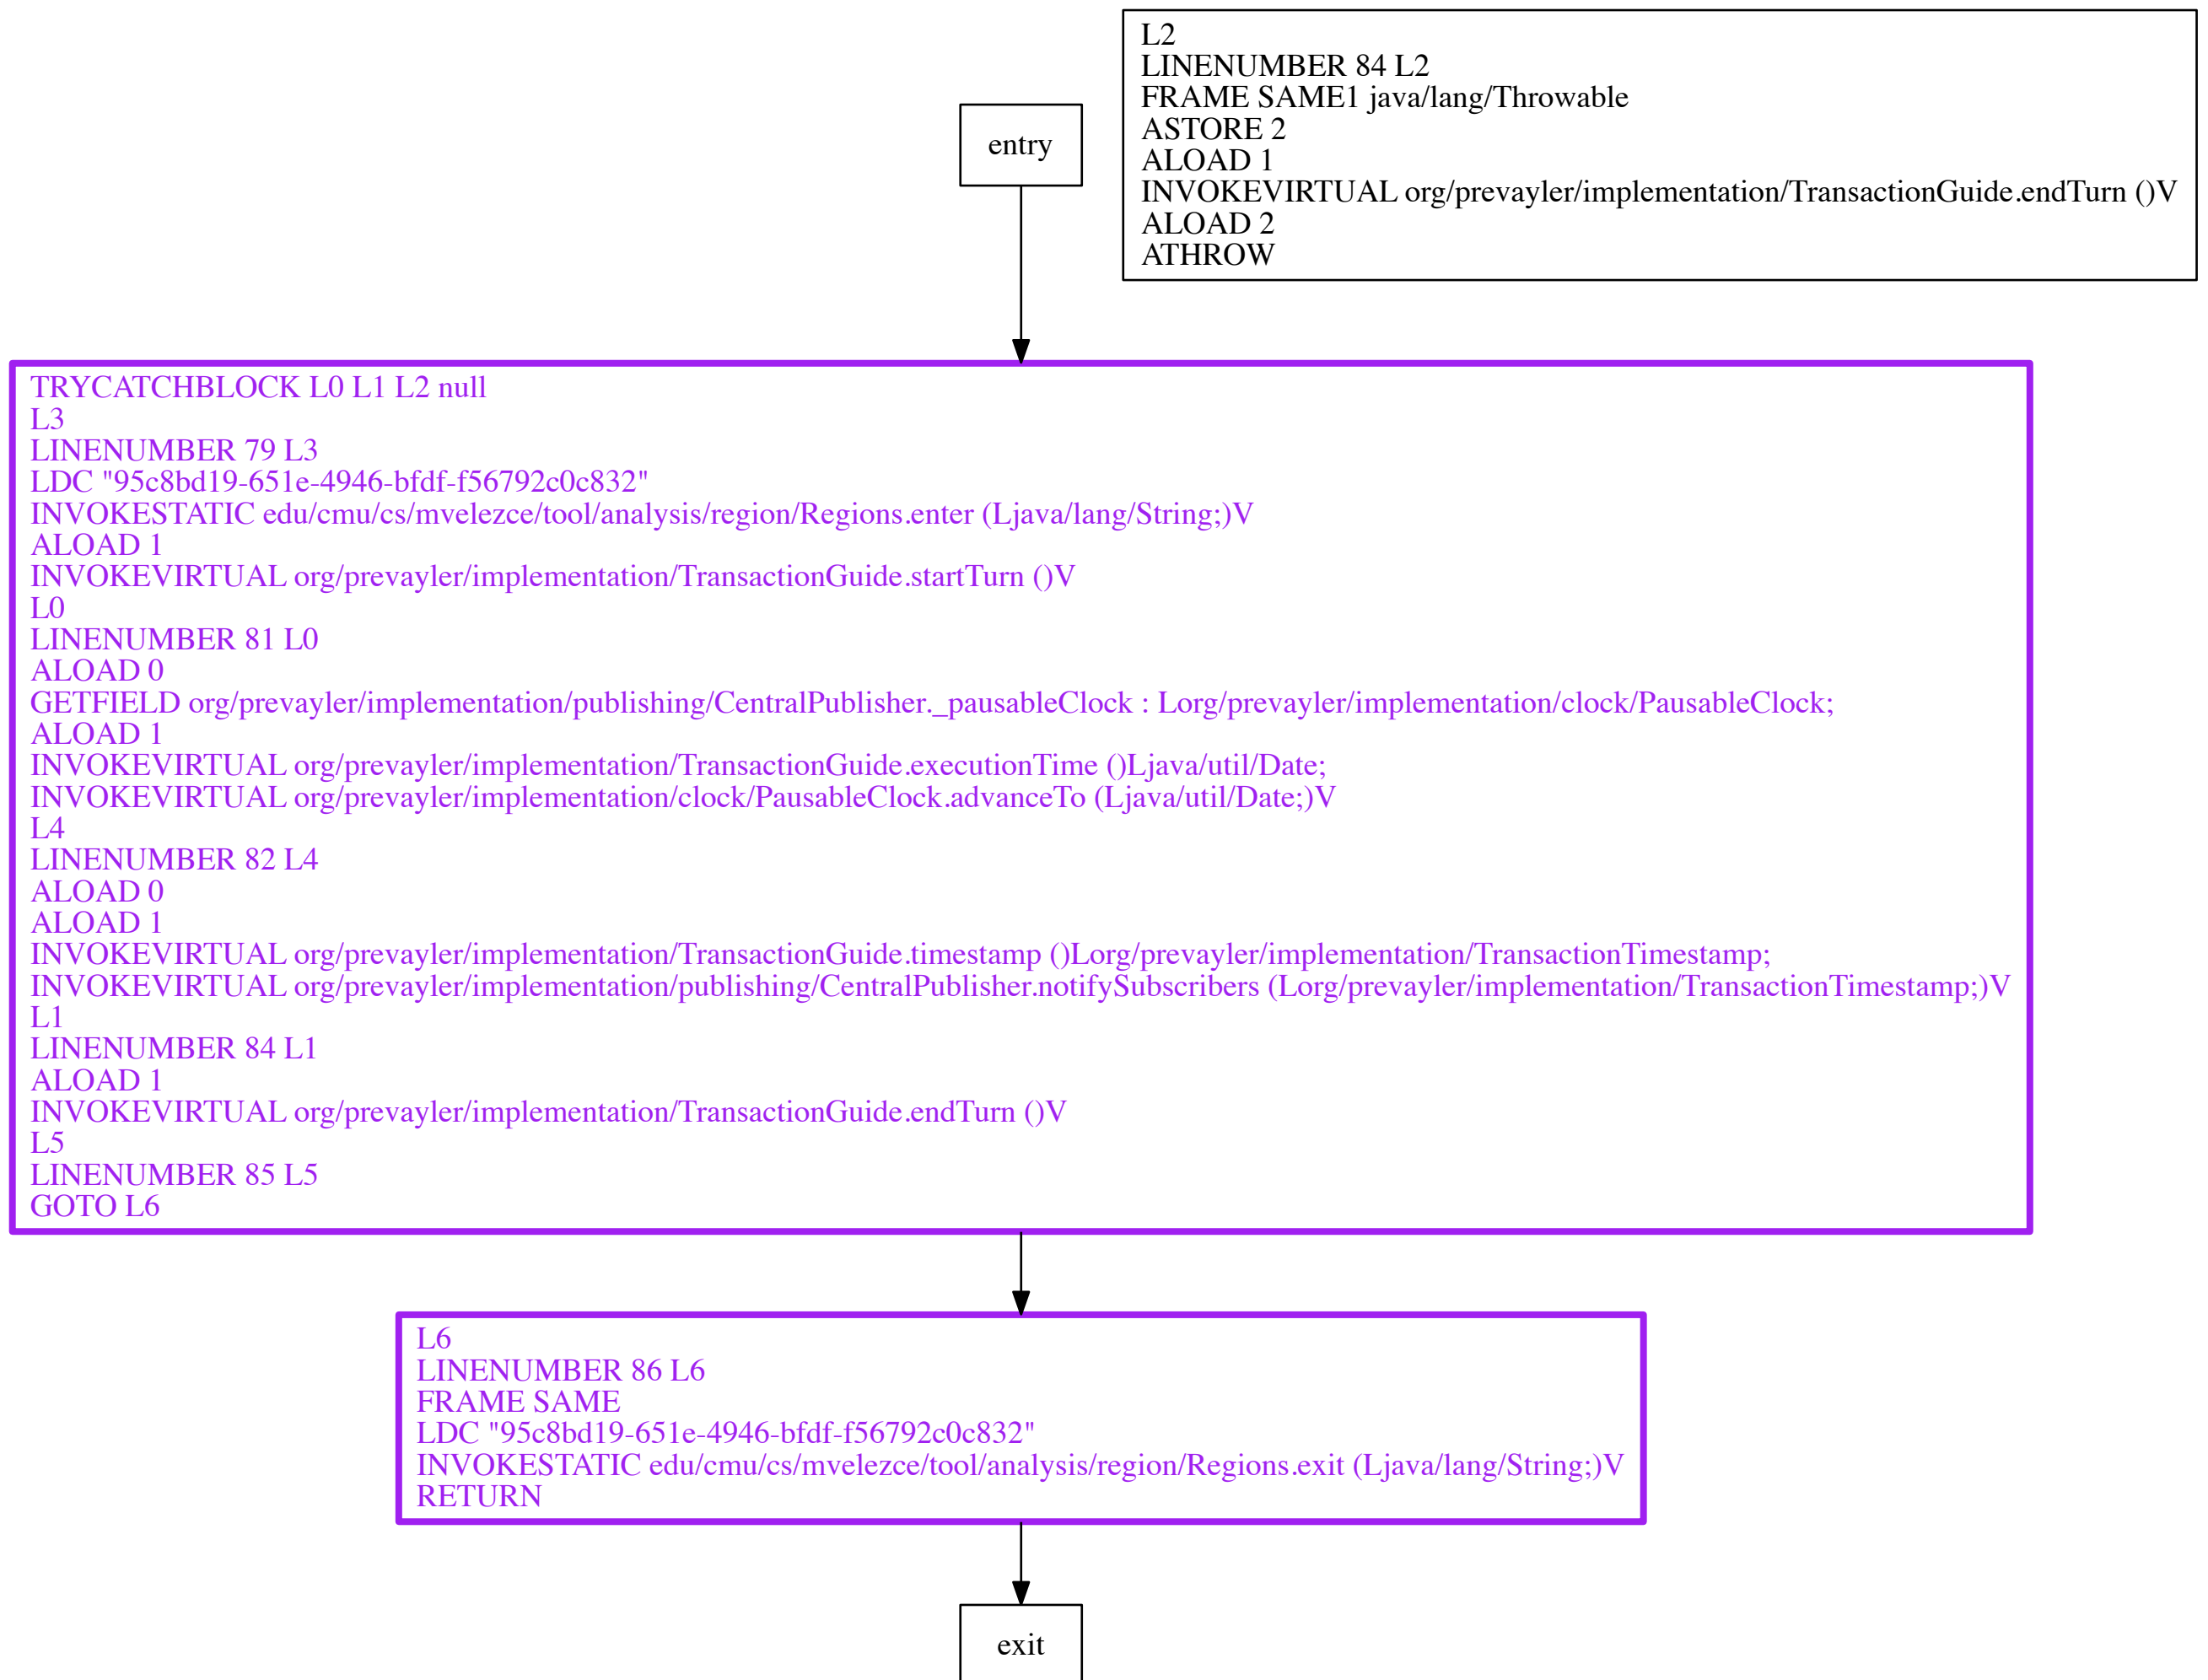 L2
LINENUMBER 84 L2
FRAME SAME1 java/lang/Throwable
ASTORE 2
ALOAD 1
INVOKEVIRTUAL org/prevayler/implementation/TransactionGuide.endTurn ()V
ALOAD 2
ATHROW
entry
TRYCATCHBLOCK L0 L1 L2 null
L3
LINENUMBER 79 L3
LDC "95c8bd19-651e-4946-bfdf-f56792c0c832"
INVOKESTATIC edu/cmu/cs/mvelezce/tool/analysis/region/Regions.enter (Ljava/lang/String;)V
ALOAD 1
INVOKEVIRTUAL org/prevayler/implementation/TransactionGuide.startTurn ()V
L0
LINENUMBER 81 L0
ALOAD 0
GETFIELD org/prevayler/implementation/publishing/CentralPublisher._pausableClock : Lorg/prevayler/implementation/clock/PausableClock;
ALOAD 1
INVOKEVIRTUAL org/prevayler/implementation/TransactionGuide.executionTime ()Ljava/util/Date;
INVOKEVIRTUAL org/prevayler/implementation/clock/PausableClock.advanceTo (Ljava/util/Date;)V
L4
LINENUMBER 82 L4
ALOAD 0
ALOAD 1
INVOKEVIRTUAL org/prevayler/implementation/TransactionGuide.timestamp ()Lorg/prevayler/implementation/TransactionTimestamp;
INVOKEVIRTUAL org/prevayler/implementation/publishing/CentralPublisher.notifySubscribers (Lorg/prevayler/implementation/TransactionTimestamp;)V
L1
LINENUMBER 84 L1
ALOAD 1
INVOKEVIRTUAL org/prevayler/implementation/TransactionGuide.endTurn ()V
L5
LINENUMBER 85 L5
GOTO L6
L6
LINENUMBER 86 L6
FRAME SAME
LDC "95c8bd19-651e-4946-bfdf-f56792c0c832"
INVOKESTATIC edu/cmu/cs/mvelezce/tool/analysis/region/Regions.exit (Ljava/lang/String;)V
RETURN
exit